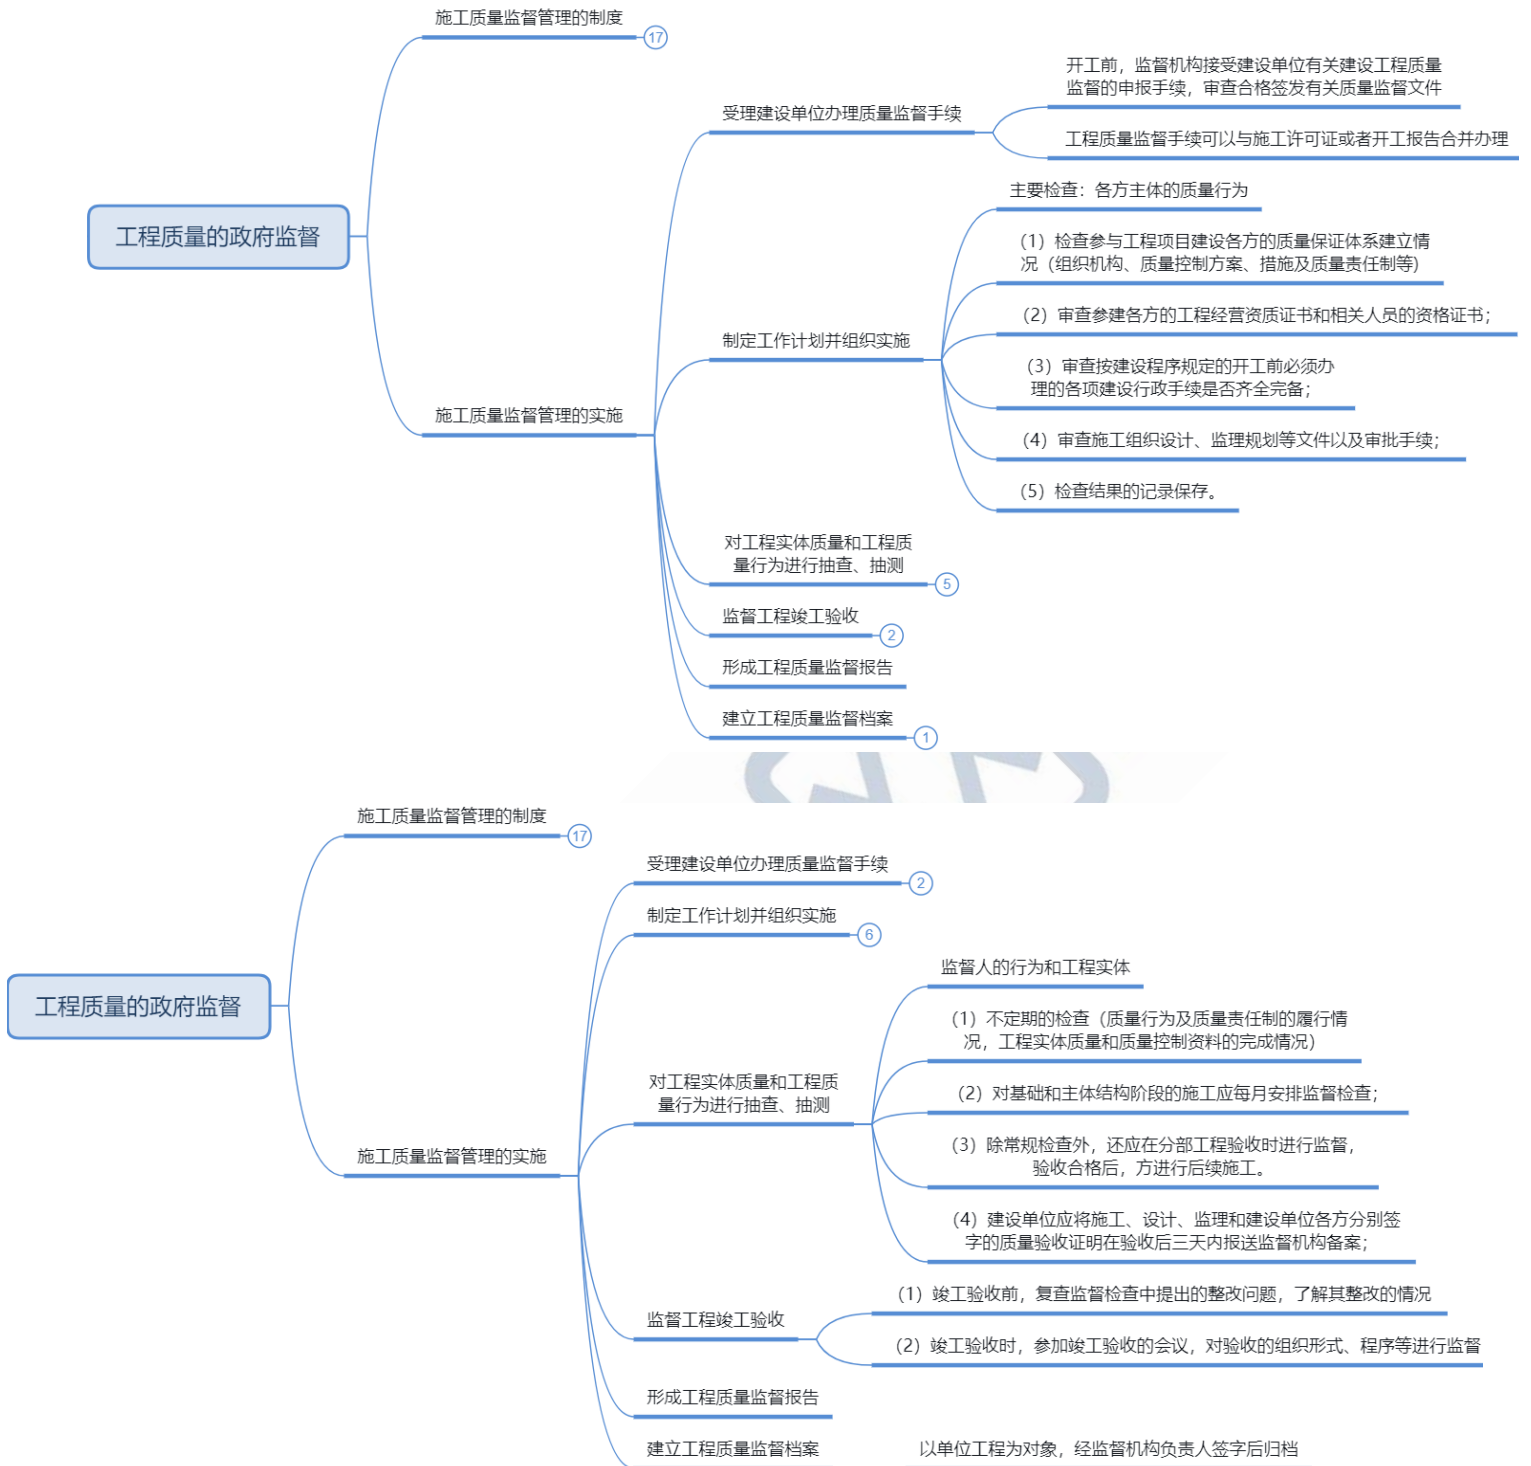 施工质量监督管理的制度
17
开工前，监督机构接受建设单位有关建设工程质量
监督的申报手续，审查合格签发有关质量监督文件
受理建设单位办理质量监督手续
工程质量监督手续可以与施工许可证或者开工报告合并办理
主要检查：各方主体的质量行为
工程质量的政府监督
（1）检查参与工程项目建设各方的质量保证体系建立情
况（组织机构、质量控制方案、措施及质量责任制等）
（2）审查参建各方的工程经营资质证书和相关人员的资格证书；
制定工作计划并组织实施
（3）审查按建设程序规定的开工前必须办
理的各项建设行政手续是否齐全完备；
施工质量监督管理的实施
（4）审查施工组织设计、监理规划等文件以及审批手续；
（5）检查结果的记录保存。
对工程实体质量和工程质
量行为进行抽查、抽测
5
监督工程竣工验收
2
形成工程质量监督报告
建立工程质量监督档案
1
施工质量监督管理的制度
17
受理建设单位办理质量监督手续
2
制定工作计划并组织实施
6
监督人的行为和工程实体
工程质量的政府监督
（1）不定期的检查（质量行为及质量责任制的履行情
况，工程实体质量和质量控制资料的完成情况）
对工程实体质量和工程质
量行为进行抽查、抽测
（2）对基础和主体结构阶段的施工应每月安排监督检查；
（3）除常规检查外，还应在分部工程验收时进行监督，
验收合格后，方进行后续施工。
施工质量监督管理的实施
（4）建设单位应将施工、设计、监理和建设单位各方分别签
字的质量验收证明在验收后三天内报送监督机构备案；
（1）竣工验收前，复查监督检查中提出的整改问题，了解其整改的情况
监督工程竣工验收
（2）竣工验收时，参加竣工验收的会议，对验收的组织形式、程序等进行监督
形成工程质量监督报告
建立工程质量监督档案
以单位工程为对象，经监督机构负责人签字后归档